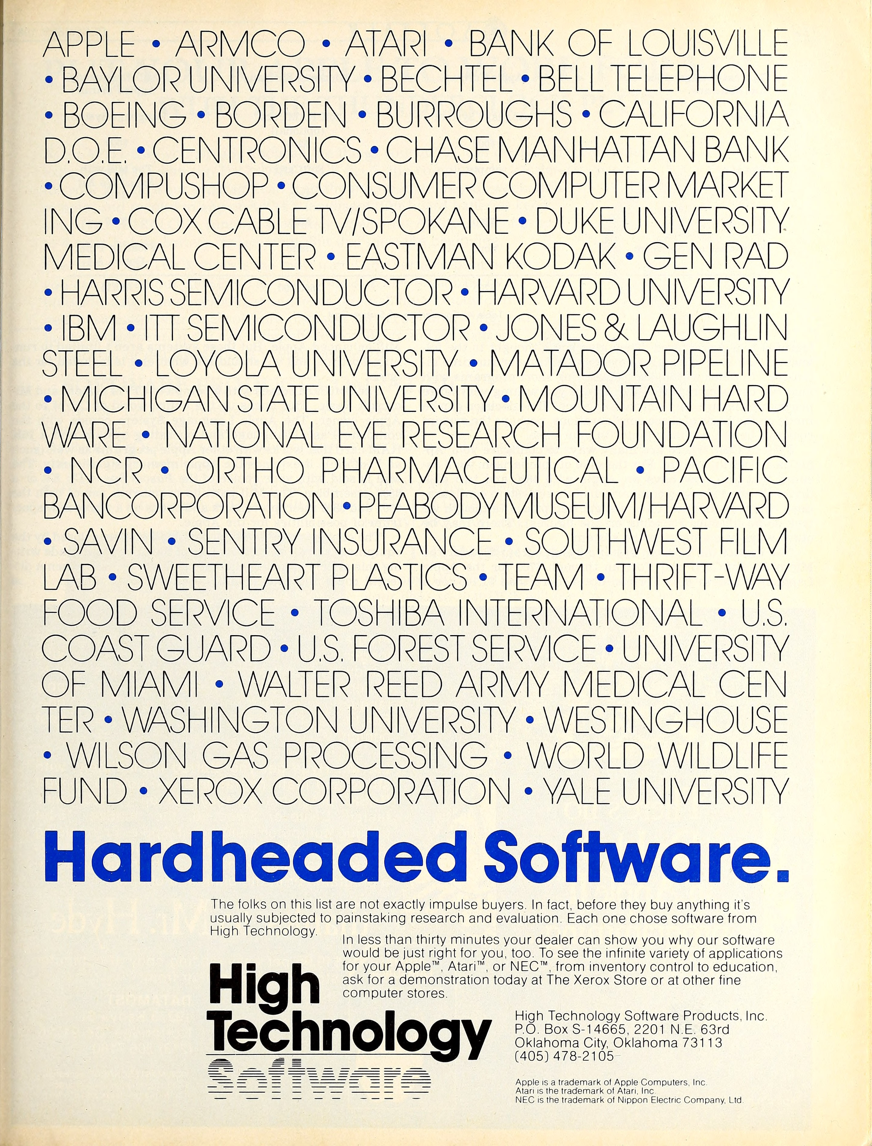 APPLE • ARMCO • ATARI • BANK OF LOUISVILLE
• BAYLOR UNIVERSITY • BECHTEL • BELL TELEPHONE
• BOEING • BORDEN • BURROUGHS • CALIFORNIA
D.O.E. • CENTRONICS • CHASE MANHATTAN BANK
• COMPUSHOP • CONSUMER COMPUTER MARKET
ING • COX CABLE TV/SPOKANE • DUKE UNIVERSITY
MEDICAL CENTER • EASTMAN KODAK • GEN RAD
• HARRIS SEMICONDUCTOR • HARVARD UNIVERSITY
• IBM • ITT SEMICONDUCTOR • JONES & LAUGHLIN
STEEL • LOYOLA UNIVERSITY • MATADOR PIPELINE
• MICHIGAN STATE UNIVERSITY • MOUNTAIN HARD
WARE • NATIONAL EYE RESEARCH FOUNDATION
• NCR • ORTHO PHARMACEUTICAL • PACIFIC
BANCORPORATION • PEABODY MUSEUM/HARVARD
• SAVIN • SENTRY INSURANCE • SOUTHWEST FILM
LAB • SWEETHEART PLASTICS • TEAM • THRIFT-WAY
FOOD SERVICE • TOSHIBA INTERNATIONAL • U.S.
COAST GUARD • U.S. FOREST SERVICE • UNIVERSITY
OF MIAMI • WALTER REED ARMY MEDICAL CEN
TER • WASHINGTON UNIVERSITY • WESTINGHOUSE
• WILSON GAS PROCESSING • WORLD WILDLIFE
FUND • XEROX CORPORATION • YALE UNIVERSITY
Hardheaded Software.
The folks on this list are not exactly impulse buyers. In fact, before they buy anything it's
usually subjected to painstaking research and evaluation. Each one chose software from
High Technology.
In less than thirty minutes your dealer can show you why our software
would be just right for you, too. To see the infinite variety of applications
for your Apple™, Atari™, or NEC™, from inventory control to education,
ask for a demonstration today at The Xerox Store or at other fine
computer stores.
High
Technology
Software
High Technology Software Products, Inc.
P.O. Box S-14665, 2201 N.E. 63rd
Oklahoma City, Oklahoma 73113
(405) 478-2105
Apple is a trademark of Apple Computers, Inc.
Atari is the trademark of Atari, Inc.
NEC is the trademark of Nippon Electric Company, Ltd.